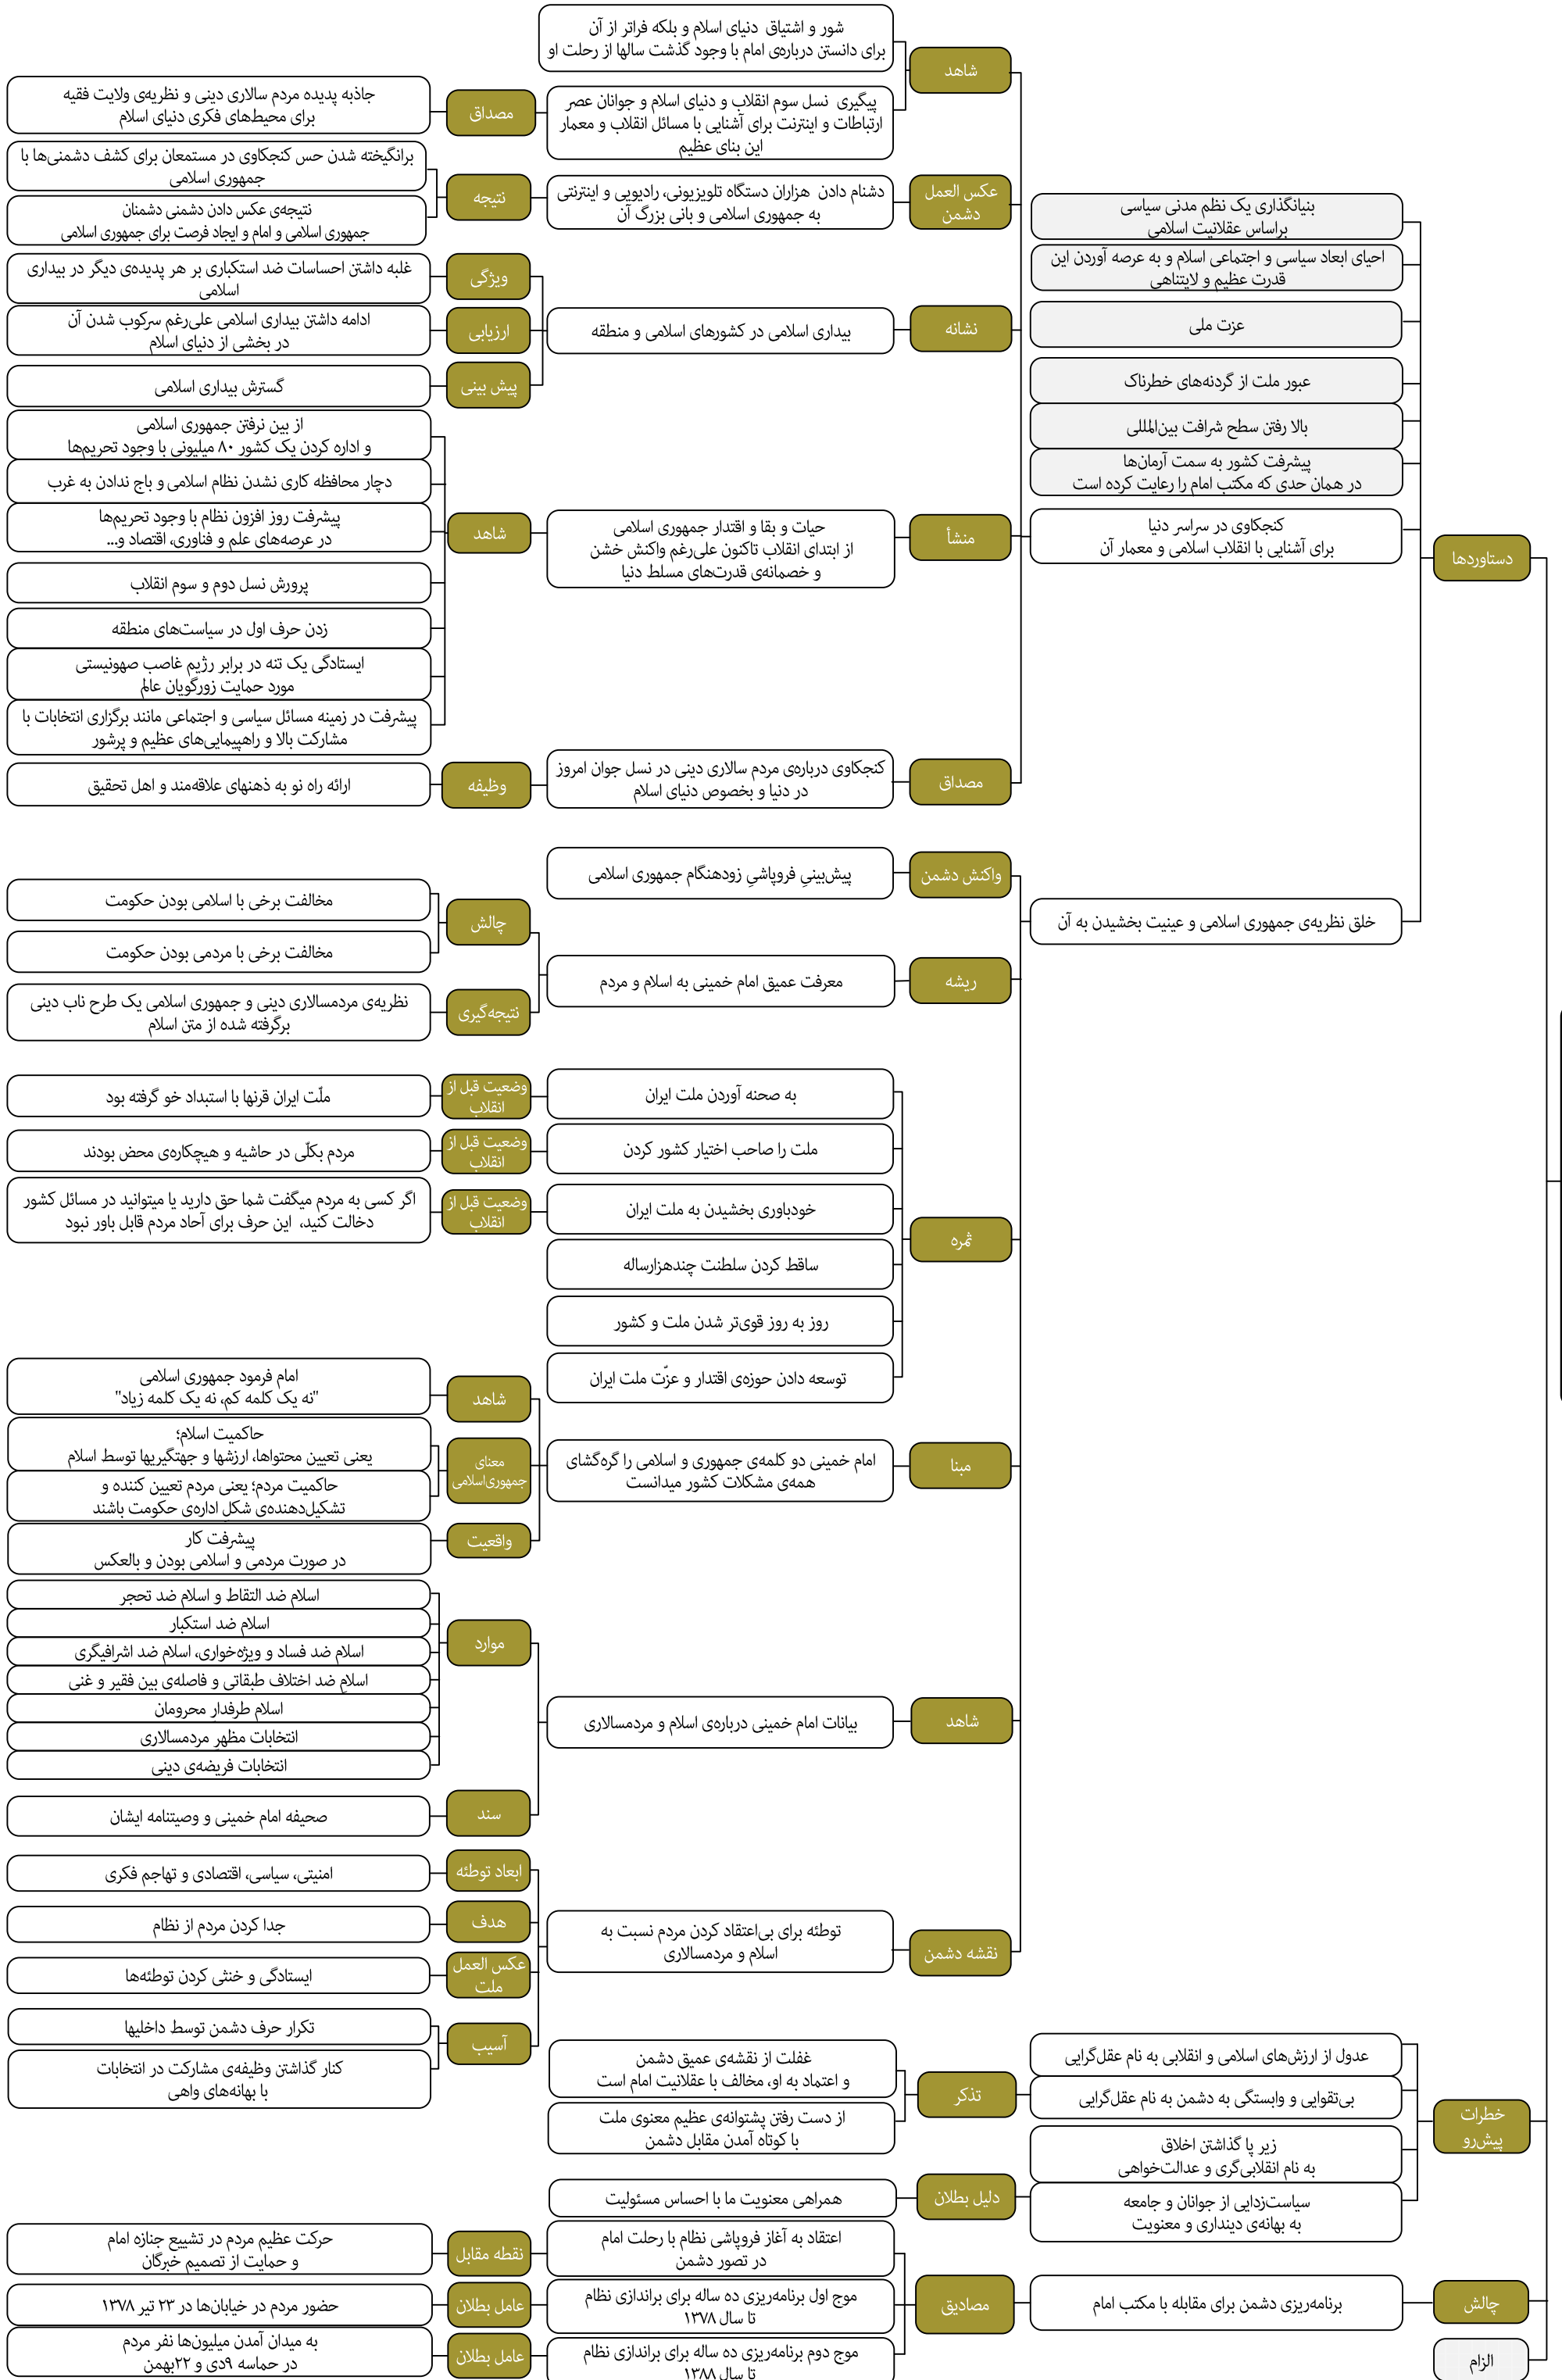 دستاوردها
بنیانگذاری یک نظم مدنی سیاسی
براساس عقلانیت اسلامی
احیای ابعاد سیاسی و اجتماعی اسلام و به عرصه آوردن این
قدرت عظیم و لایتناهی
عزت ملی
عبور ملت از گردنه‌های خطرناک
بالا رفتن سطح شرافت بین‌المللی
پیشرفت کشور به سمت آرمان‌ها
در همان حدی که مکتب امام را رعایت کرده است
کنجکاوی در سراسر دنیا
برای آشنایی با انقلاب اسلامی و معمار آن
شاهد
شور و اشتیاق دنیای اسلام و بلکه فراتر از آن
برای دانستن درباره‌ی امام با وجود گذشت سالها از رحلت او
پیگیری نسل سوم انقلاب و دنیای اسلام و جوانان عصر
ارتباطات و اینترنت برای آشنایی با مسائل انقلاب و معمار
این بنای عظیم
مصداق
جاذبه پدیده مردم سالاری دینی و نظریه‌ی ولایت فقیه
برای محیط‌های فکری دنیای اسلام
عکس العمل
دشمن
دشنام دادن هزاران دستگاه تلویزیونی، رادیویی و اینترنتی
به جمهوری اسلامی و بانی بزرگ آن
نتیجه
برانگیخته شدن حس کنجکاوی در مستمعان برای کشف دشمنی‌ها با
جمهوری اسلامی
نتیجه‌ی عکس دادن دشمنی دشمنان
جمهوری اسلامی و امام و ایجاد فرصت برای جمهوری اسلامی
نشانه
بیداری اسلامی در کشورهای اسلامی و منطقه
ویژگی
غلبه داشتن احساسات ضد استکباری بر هر پدیده‌ی دیگر در بیداری
اسلامی
ارزیابی
ادامه داشتن بیداری اسلامی علی‌رغم سرکوب شدن آن
در بخشی از دنیای اسلام
پیش بینی
گسترش بیداری اسلامی
منشأ
حیات و بقا و اقتدار جمهوری اسلامی
از ابتدای انقلاب تاکنون علی‌رغم واکنش خشن
و خصمانه‌ی قدرت‌های مسلط دنیا
شاهد
از بین نرفتن جمهوری اسلامی
و اداره کردن یک کشور ۸۰ میلیونی با وجود تحریم‌ها
دچار محافظه کاری نشدن نظام اسلامی و باج ندادن به غرب
پیشرفت روز افزون نظام با وجود تحریم‌ها
در عرصه‌های علم و فناوری، اقتصاد و...
پرورش نسل دوم و سوم انقلاب
زدن حرف اول در سیاست‌های منطقه
ایستادگی یک تنه در برابر رژیم غاصب صهونیستی
مورد حمایت زورگویان عالم
پیشرفت در زمینه مسائل سیاسی و اجتماعی مانند برگزاری انتخابات با
مشارکت بالا و راهپیمایی‌های عظیم و پرشور
مصداق
کنجکاوی درباره‌ی مردم سالاری دینی در نسل جوان امروز
در دنیا و بخصوص دنیای اسلام
وظیفه
ارائه راه نو به ذهنهای علاقه‌مند و اهل تحقیق
خلق نظریه‌ی جمهوری اسلامی و عینیت بخشیدن به آن
واکنش دشمن
پیش‌بینیِ فروپاشیِ زودهنگام جمهوری اسلامی
ریشه
معرفت عمیق امام خمینی به اسلام و مردم
چالش
مخالفت برخی با اسلامی بودن حکومت
مخالفت برخی با مردمی بودن حکومت
نتیجه‌گیری
نظریه‌ی مردمسالاری دینی و جمهوری اسلامی یک طرح ناب دینی
برگرفته شده از متن اسلام
ثمره
به صحنه آوردن ملت ایران
وضعیت قبل از
انقلاب
ملّت ایران قرنها با استبداد خو گرفته بود
ملت را صاحب اختیار کشور کردن
وضعیت قبل از
انقلاب
مردم بکلّی در حاشیه و هیچکاره‌ی محض بودند
خودباوری بخشیدن به ملت ایران
وضعیت قبل از
انقلاب
اگر کسی به مردم میگفت شما حق دارید یا میتوانید در مسائل کشور
دخالت کنید، این حرف برای آحاد مردم قابل باور نبود
ساقط کردن سلطنت چندهزارساله
روز به روز قوی‌تر شدن ملت و کشور
توسعه دادن حوزه‌ی اقتدار و عزّت ملت ایران
مبنا
امام خمینی دو کلمه‌ی جمهوری و اسلامی را گره‌گشای
همه‌ی مشکلات کشور میدانست
شاهد
امام فرمود جمهوری اسلامی
"نه یک کلمه کم، نه یک کلمه زیاد"
معنای
جمهوری‌اسلامی
حاکمیت اسلام؛
یعنی تعیین محتواها، ارزشها و جهتگیریها توسط اسلام
حاکمیت مردم؛ یعنی مردم تعیین کننده و
تشکیل‌دهنده‌ی شکل اداره‌ی حکومت باشند
واقعیت
پیشرفت کار
در صورت مردمی و اسلامی بودن و بالعکس
شاهد
بیانات امام خمینی درباره‌ی اسلام و مردمسالاری
موارد
اسلام ضد التقاط و اسلام ضد تحجر
اسلام ضد استکبار
اسلام ضد فساد و ویژه‌خواری، اسلام ضد اشرافیگری
اسلامِ ضد اختلاف طبقاتی و فاصله‌ی بین فقیر و غنی
اسلام طرفدار محرومان
انتخابات مظهرِ مردمسالاری
انتخابات فریضه‌ی دینی
سند
صحیفه امام خمینی و وصیتنامه ایشان
نقشه دشمن
توطئه برای بی‌اعتقاد کردن مردم نسبت به
اسلام و مردمسالاری
ابعاد توطئه
امنیتی، سیاسی، اقتصادی و تهاجم فکری
هدف
جدا کردن مردم از نظام
عکس العمل
ملت
ایستادگی و خنثی کردن توطئه‌ها
آسیب
تکرار حرف دشمن توسط داخلیها
کنار گذاشتن وظیفه‌ی مشارکت در انتخابات
با بهانه‌های واهی
خطرات
پیش‌رو
عدول از ارزش‌های اسلامی و انقلابی به نام عقل‌گرایی
بی‌تقوایی و وابستگی به دشمن به نام عقل‌گرایی
تذکر
غفلت از نقشه‌ی عمیق دشمن
و اعتماد به او، مخالف با عقلانیت امام است
از دست رفتن پشتوانه‌ی عظیم معنوی ملت
با کوتاه آمدن مقابل دشمن
زیر پا گذاشتن اخلاق
به نام انقلابی‌گری و عدالت‌خواهی
سیاست‌زدایی از جوانان و جامعه
به بهانه‌ی دینداری و معنویت
دلیل بطلان
همراهی معنویت ما با احساس مسئولیت
چالش
برنامه‌ریزی دشمن برای مقابله با مکتب امام
مصادیق
اعتقاد به آغاز فروپاشی نظام با رحلت امام
در تصور دشمن
نقطه مقابل
حرکت عظیم مردم در تشییع جنازه امام
و حمایت از تصمیم خبرگان
موج اول برنامه‌ریزی ده ساله برای براندازی نظام
تا سال ۱۳۷۸
عامل بطلان
حضور مردم در خیابان‌ها در ۲۳ تیر ۱۳۷۸
موج دوم برنامه‌ریزی ده ساله برای براندازی نظام
تا سال ۱۳۸۸
عامل بطلان
به میدان آمدن میلیون‌ها نفر مردم
در حماسه ۹دی و ۲۲بهمن
الزام